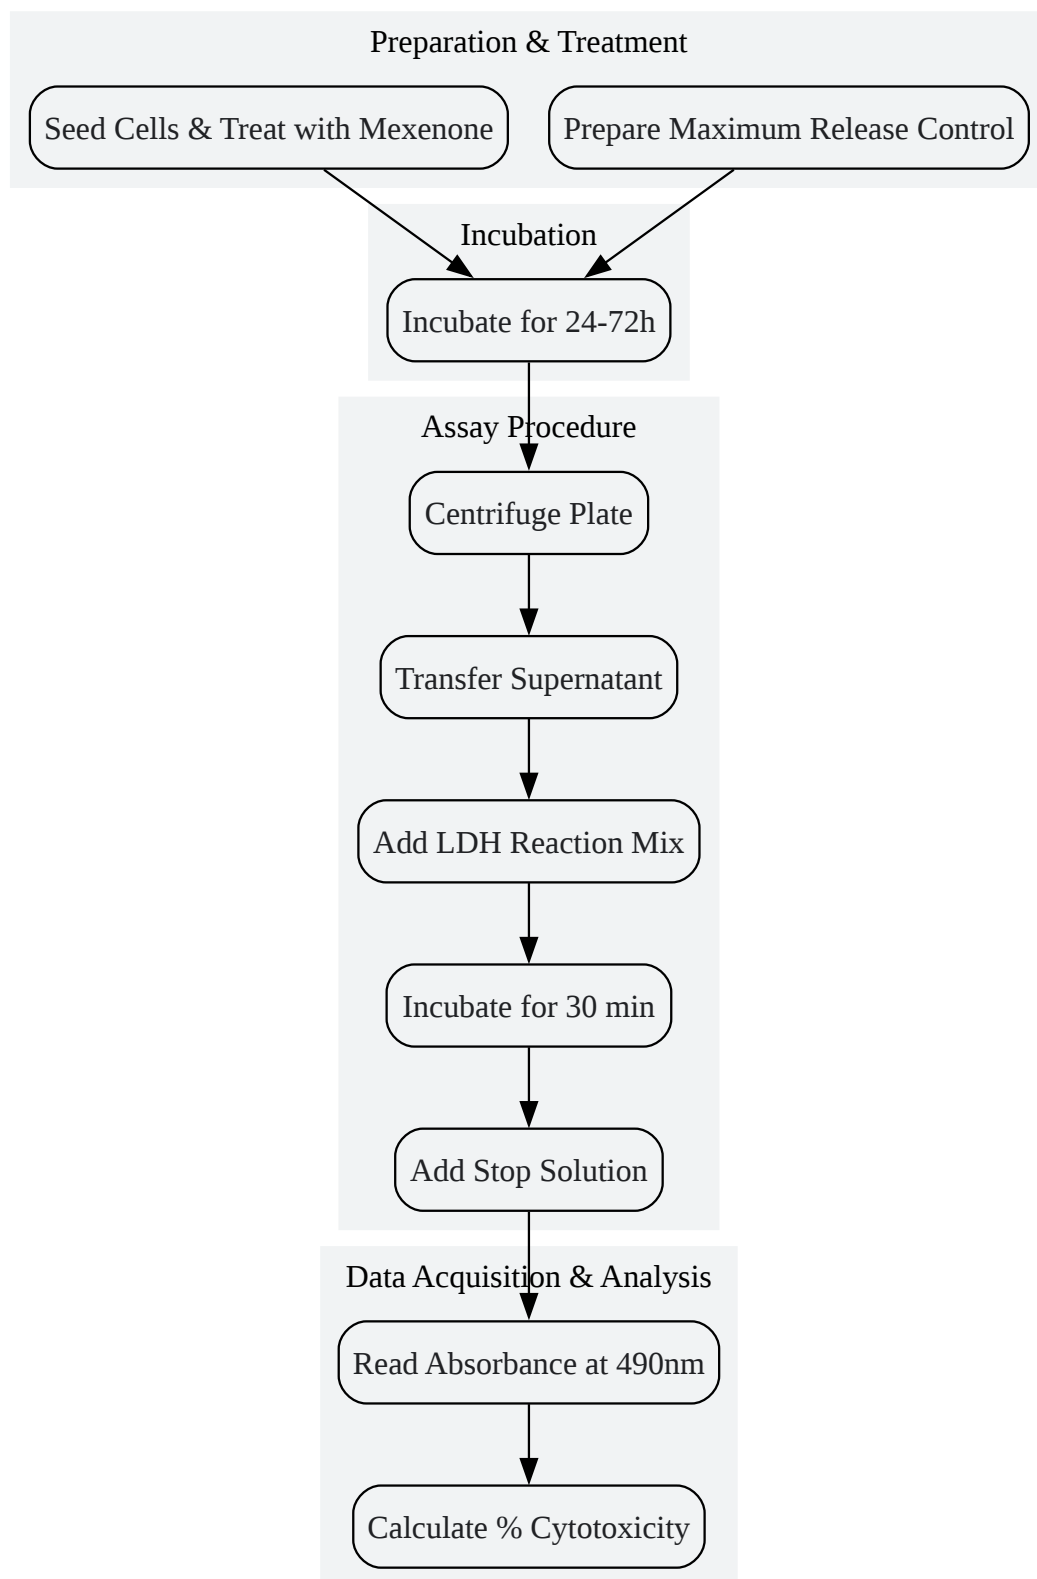 Preparation & Treatment
Seed Cells & Treat with Mexenone
Prepare Maximum Release Control
Incubation
Incubate for 24-72h
Assay Procedure
Centrifuge Plate
Transfer Supernatant
Add LDH Reaction Mix
Incubate for 30 min
Add Stop Solution
Data Acquisition & Analysis
Read Absorbance at 490nm
Calculate % Cytotoxicity